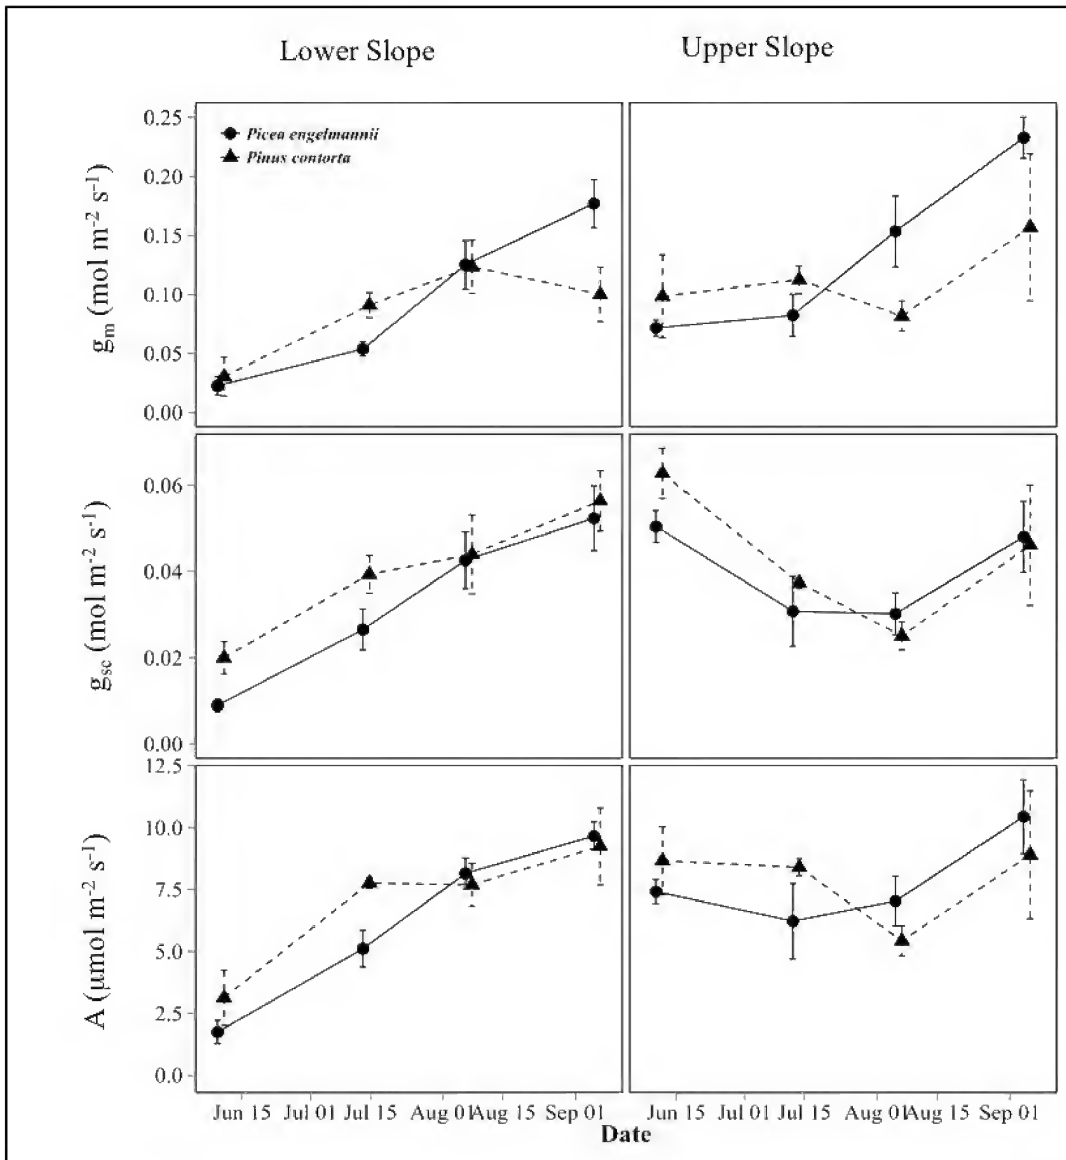 Lower Slope
Upper Slope
Picea engelmannii
Pinus contorta
g_m (mol m⁻² s⁻¹)
0.25
0.20
0.15
0.10
0.05
0.00
g_sc (mol m⁻² s⁻¹)
0.06
0.04
0.02
0.00
A (μmol m⁻² s⁻¹)
12.5
10.0
7.5
5.0
2.5
0.0
Jun 15 Jul 01 Jul 15 Aug 01 Aug 15 Sep 01
Jun 15 Jul 01 Jul 15 Aug 01 Aug 15 Sep 01
Date